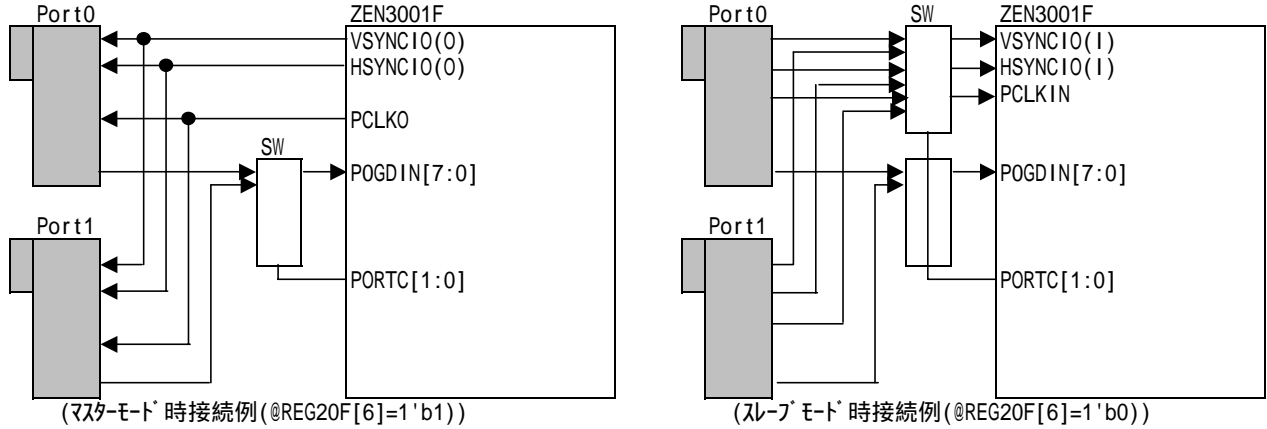 Port0
ZEN3001F
VSYNCIO(O)
HSYNCIO(O)
PCLKO
SW
POGDIN[7:0]
Port1
PORTC[1:0]
(ﾏｽﾀｰﾓｰﾄﾞ時接続例(@REG20F[6]=1'b1))
Port0
SW
ZEN3001F
VSYNCIO(I)
HSYNCIO(I)
PCLKIN
POGDIN[7:0]
Port1
PORTC[1:0]
(ｽﾚｰﾌﾞﾓｰﾄﾞ時接続例(@REG20F[6]=1'b0))